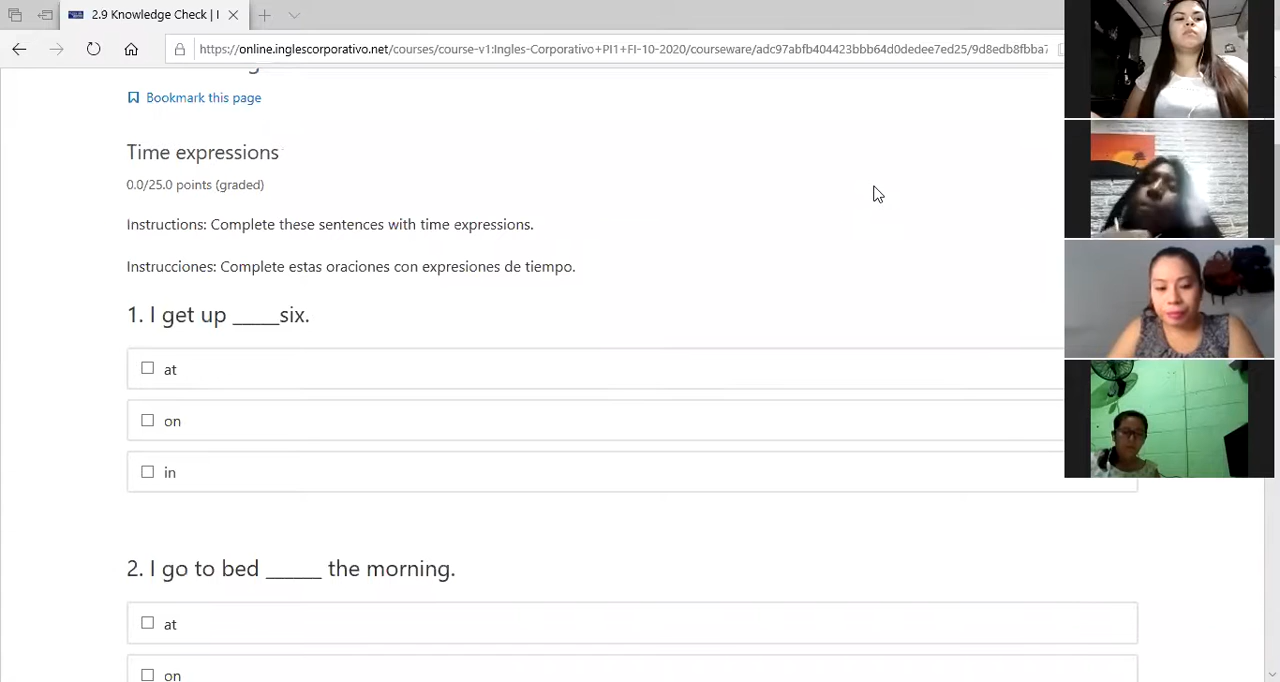 2.9 Knowledge Check | I
https://online.inglescorporativo.net/courses/course-v1:Ingles-Corporativo+PI1+FI-10-2020/courseware/adc97abfb404423bbb64d0dedee7ed25/9d8edb8fbba7
Bookmark this page
Time expressions
0.0/25.0 points (graded)
Instructions: Complete these sentences with time expressions.
Instrucciones: Complete estas oraciones con expresiones de tiempo.
1. I get up _____six.
at
on
in
2. I go to bed _____ the morning.
at
on